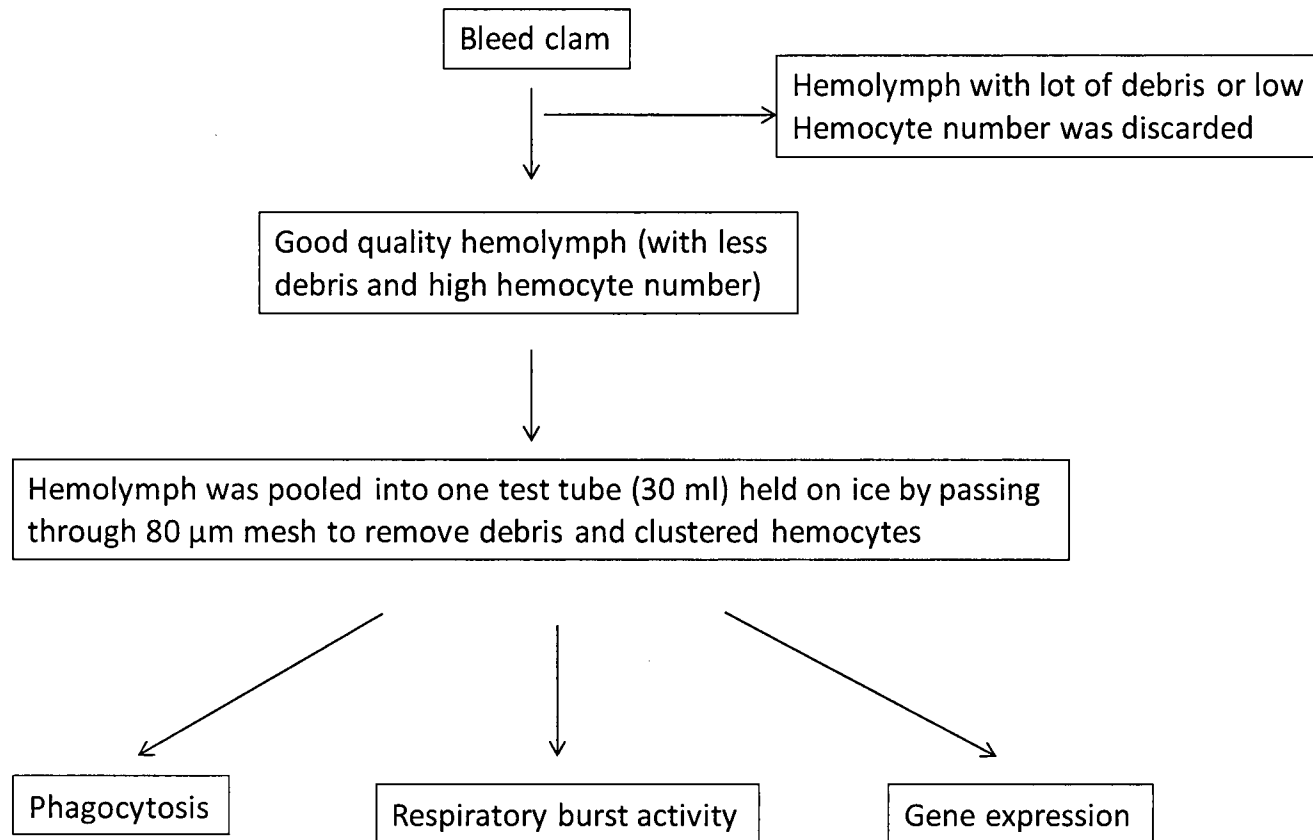 Bleed clam
Hemolymph with lot of debris or low
Hemocyte number was discarded
Good quality hemolymph (with less
debris and high hemocyte number)
Hemolymph was pooled into one test tube (30 ml) held on ice by passing
through 80 µm mesh to remove debris and clustered hemocytes
Phagocytosis
Respiratory burst activity
Gene expression